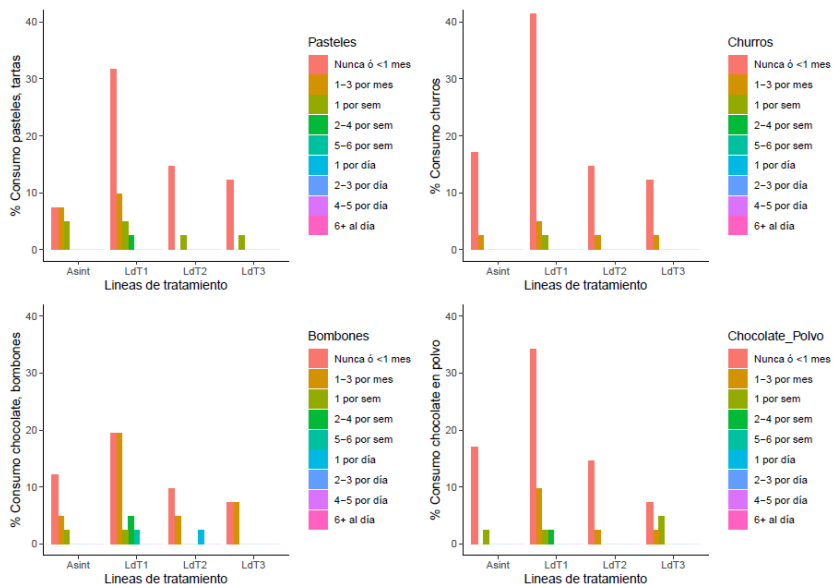 % Consumo pasteles, tartas
40
30
20
10
0
Asint LdT1 LdT2 LdT3
Lineas de tratamiento
Pasteles
Nunca ó <1 mes
1−3 por mes
1 por sem
2−4 por sem
5−6 por sem
1 por día
2−3 por día
4−5 por día
6+ al día
% Consumo churros
40
30
20
10
0
Asint LdT1 LdT2 LdT3
Lineas de tratamiento
Churros
Nunca ó <1 mes
1−3 por mes
1 por sem
2−4 por sem
5−6 por sem
1 por día
2−3 por día
4−5 por día
6+ al día
% Consumo chocolate, bombones
40
30
20
10
0
Asint LdT1 LdT2 LdT3
Lineas de tratamiento
Bombones
Nunca ó <1 mes
1−3 por mes
1 por sem
2−4 por sem
5−6 por sem
1 por día
2−3 por día
4−5 por día
6+ al día
% Consumo chocolate en polvo
40
30
20
10
0
Asint LdT1 LdT2 LdT3
Lineas de tratamiento
Chocolate_Polvo
Nunca ó <1 mes
1−3 por mes
1 por sem
2−4 por sem
5−6 por sem
1 por día
2−3 por día
4−5 por día
6+ al día